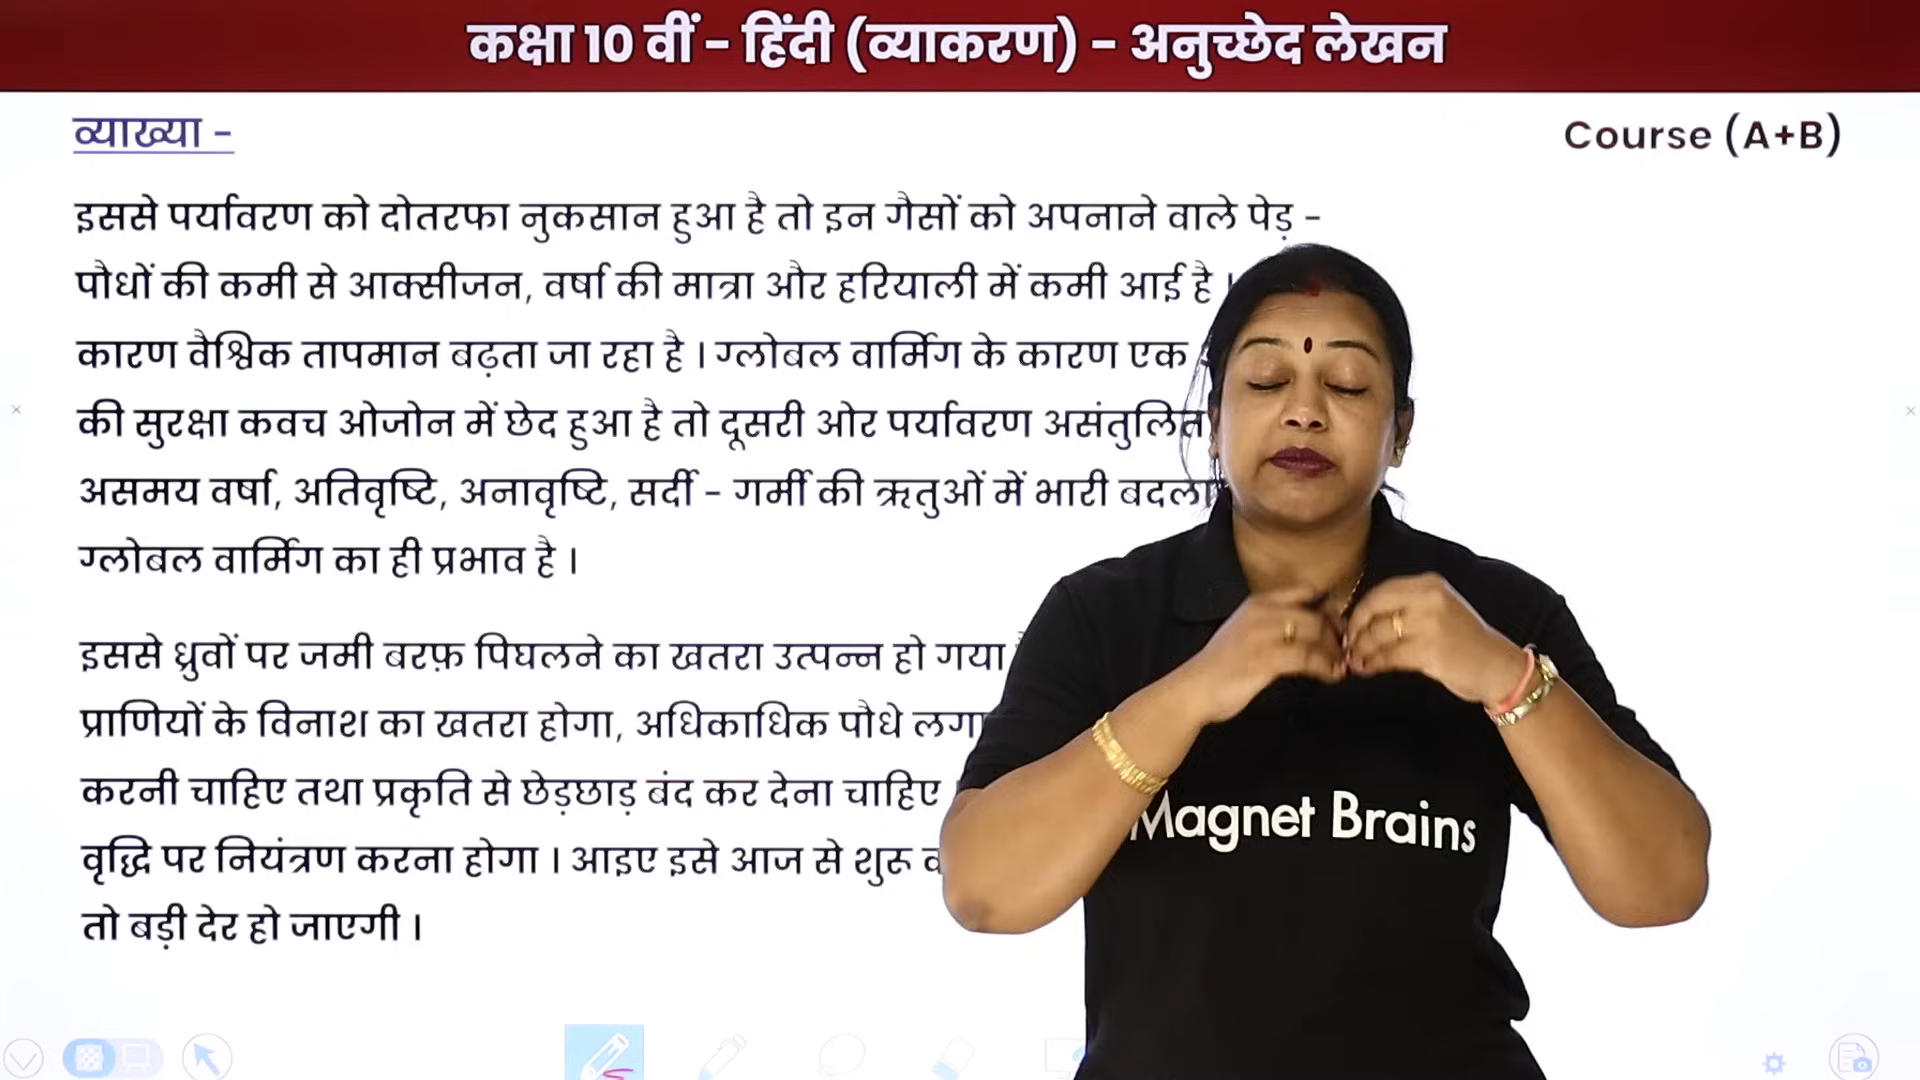 कक्षा 10 वीं - हिंदी (व्याकरण) - अनुच्छेद लेखन
व्याख्या -
Course (A+B)
इससे पर्यावरण को दोतरफा नुकसान हुआ है तो इन गैसों को अपनाने वाले पेड़ -
पौधों की कमी से आक्सीजन, वर्षा की मात्रा और हरियाली में कमी आई है ।
कारण वैश्विक तापमान बढ़ता जा रहा है । ग्लोबल वार्मिग के कारण एक
की सुरक्षा कवच ओजोन में छेद हुआ है तो दूसरी ओर पर्यावरण असंतुलित
असमय वर्षा, अतिवृष्टि, अनावृष्टि, सर्दी - गर्मी की ऋतुओं में भारी
ग्लोबल वार्मिग का ही प्रभाव है ।
इससे ध्रुवों पर जमी बरफ़ पिघलने का खतरा उत्पन्न हो गया
प्राणियों के विनाश का खतरा होगा, अधिकाधिक पौधे
करनी चाहिए तथा प्रकृति से छेड़छाड़ बंद कर देना चाहिए
वृद्धि पर नियंत्रण करना होगा । आइए इसे आज से शुरू
तो बड़ी देर हो जाएगी ।
Magnet Brains